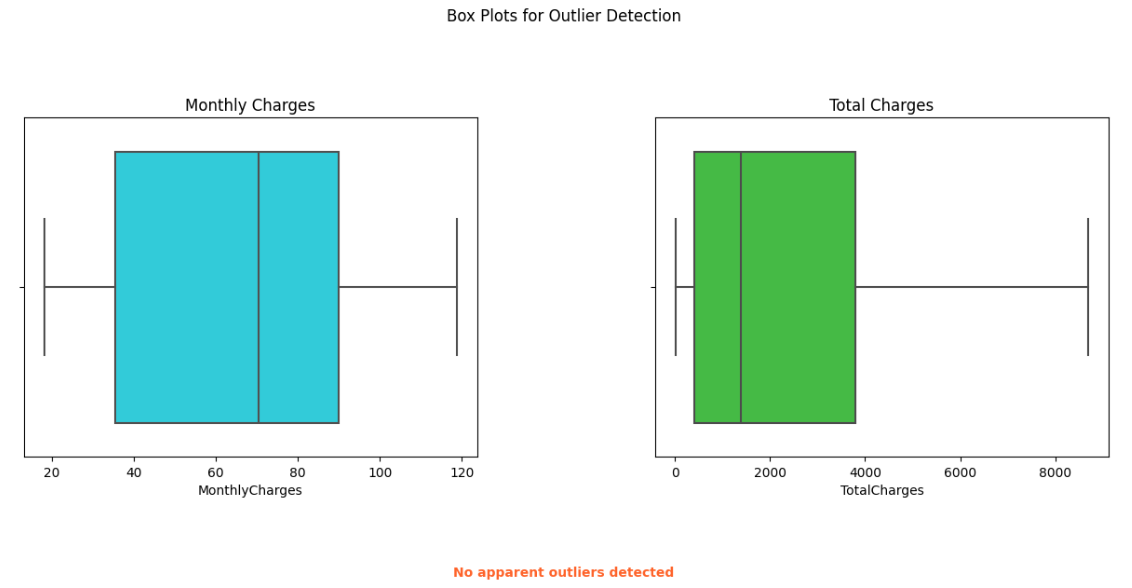 Box Plots for Outlier Detection
Monthly Charges
20 40 60 80 100 120
MonthlyCharges
Total Charges
0 2000 4000 6000 8000
TotalCharges
No apparent outliers detected